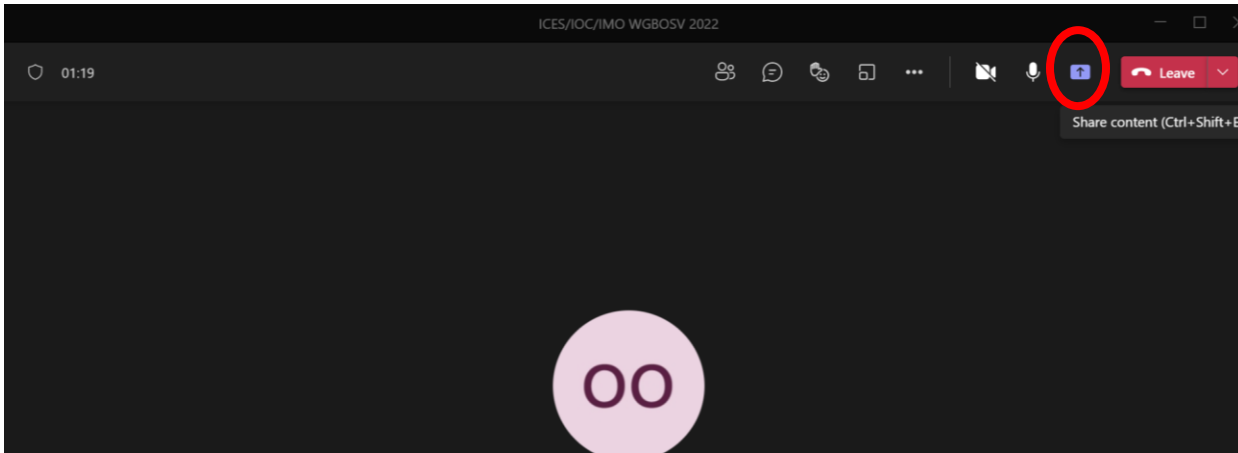 ICES/IOC/IMO WGBOSV 2022
01:19
Leave
Share content (Ctrl+Shift+E
OO